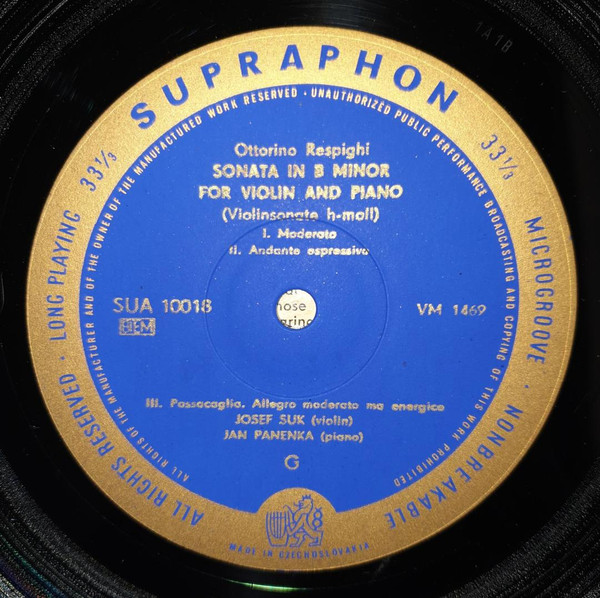 1A1B
SUPRAPHON
33⅓
33⅓
LONG PLAYING · ALL RIGHTS RESERVED
MICROGROOVE · NONBREAKABLE
ALL RIGHTS OF THE MANUFACTURER AND OF THE OWNER OF THE MANUFACTURED WORK RESERVED · UNAUTHORIZED PUBLIC PERFORMANCE BROADCASTING AND COPYING OF THIS WORK PROHIBITED
Ottorino Respighi
SONATA IN B MINOR
FOR VIOLIN AND PIANO
(Violinsonate h-moll)
I. Moderato
II. Andante espressivo
SUA 10018
VM 1469
BIEM
III. Passacaglia. Allegro moderato ma energico
JOSEF SUK (violin)
JAN PANENKA (piano)
G
MADE IN CZECHOSLOVAKIA